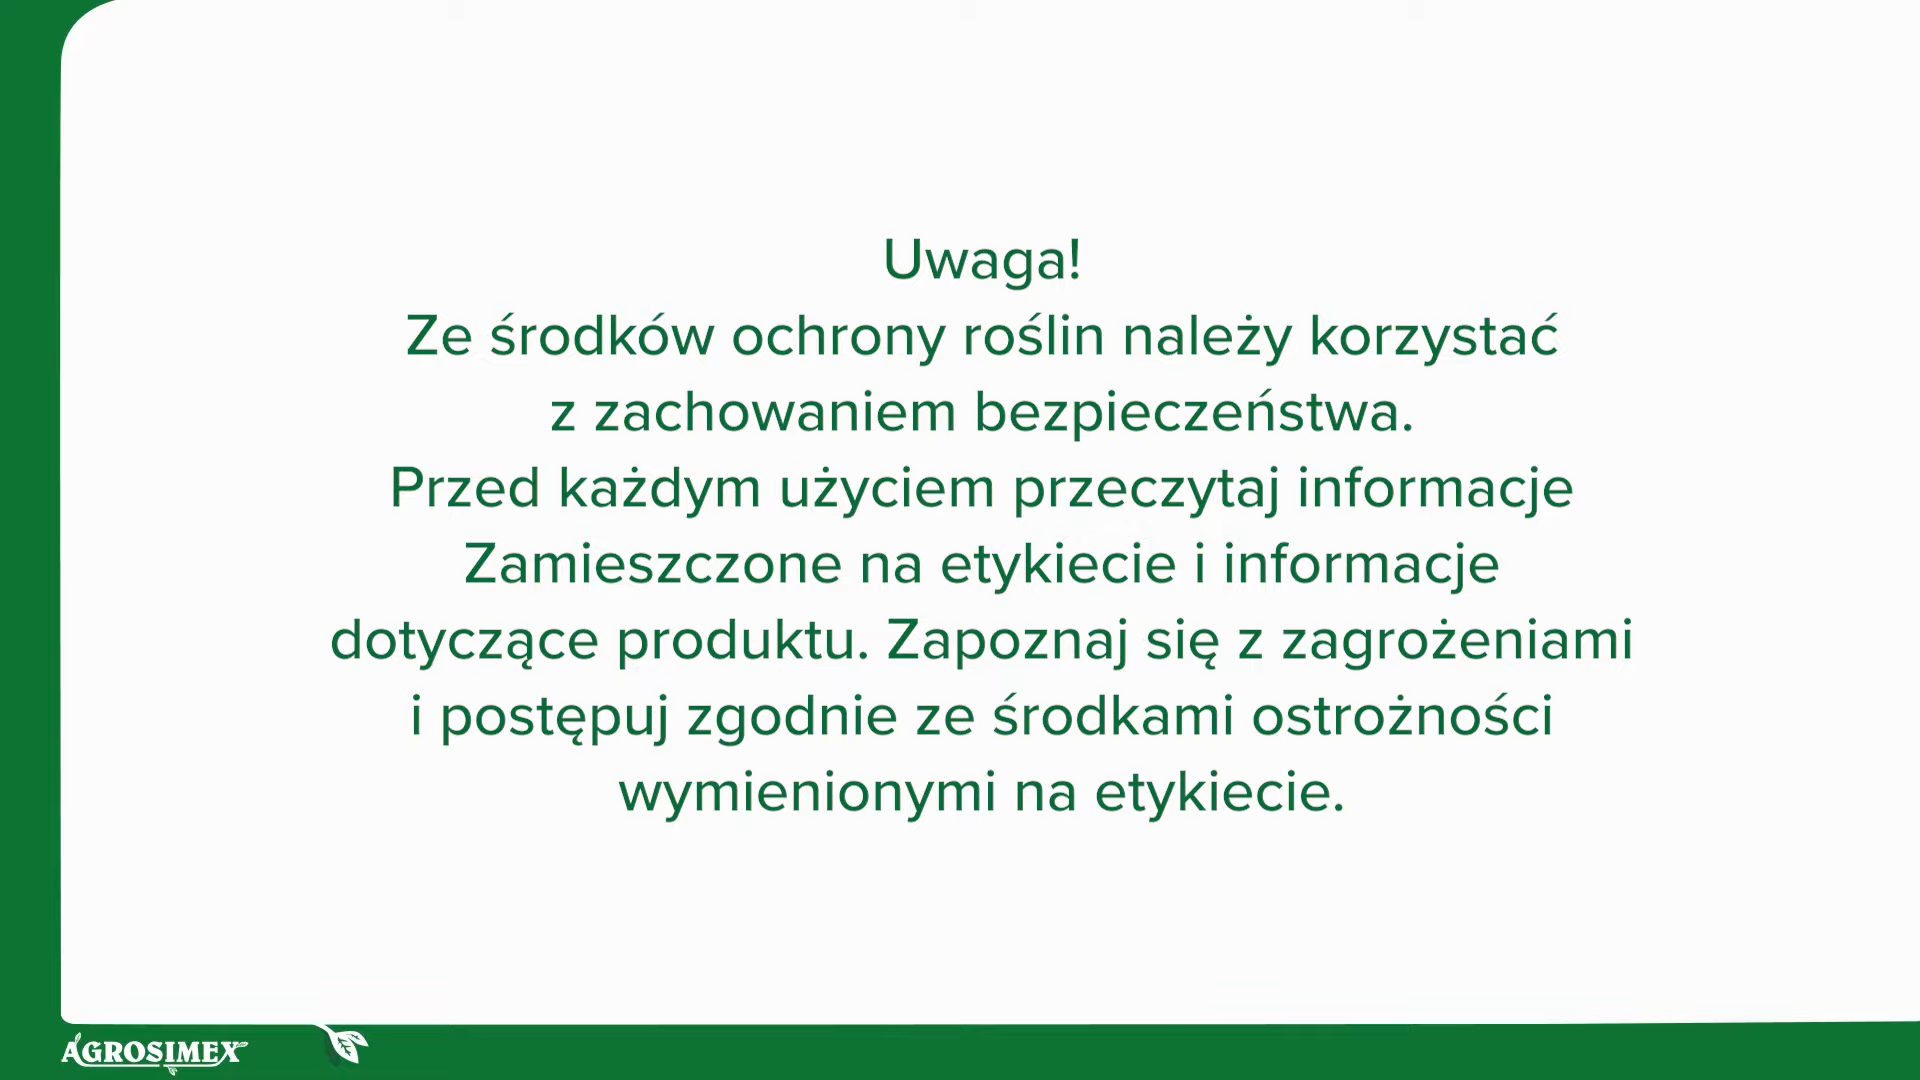 Uwaga!
Ze środków ochrony roślin należy korzystać
z zachowaniem bezpieczeństwa.
Przed każdym użyciem przeczytaj informacje
Zamieszczone na etykiecie i informacje
dotyczące produktu. Zapoznaj się z zagrożeniami
i postępuj zgodnie ze środkami ostrożności
wymienionymi na etykiecie.
AGROSIMEX